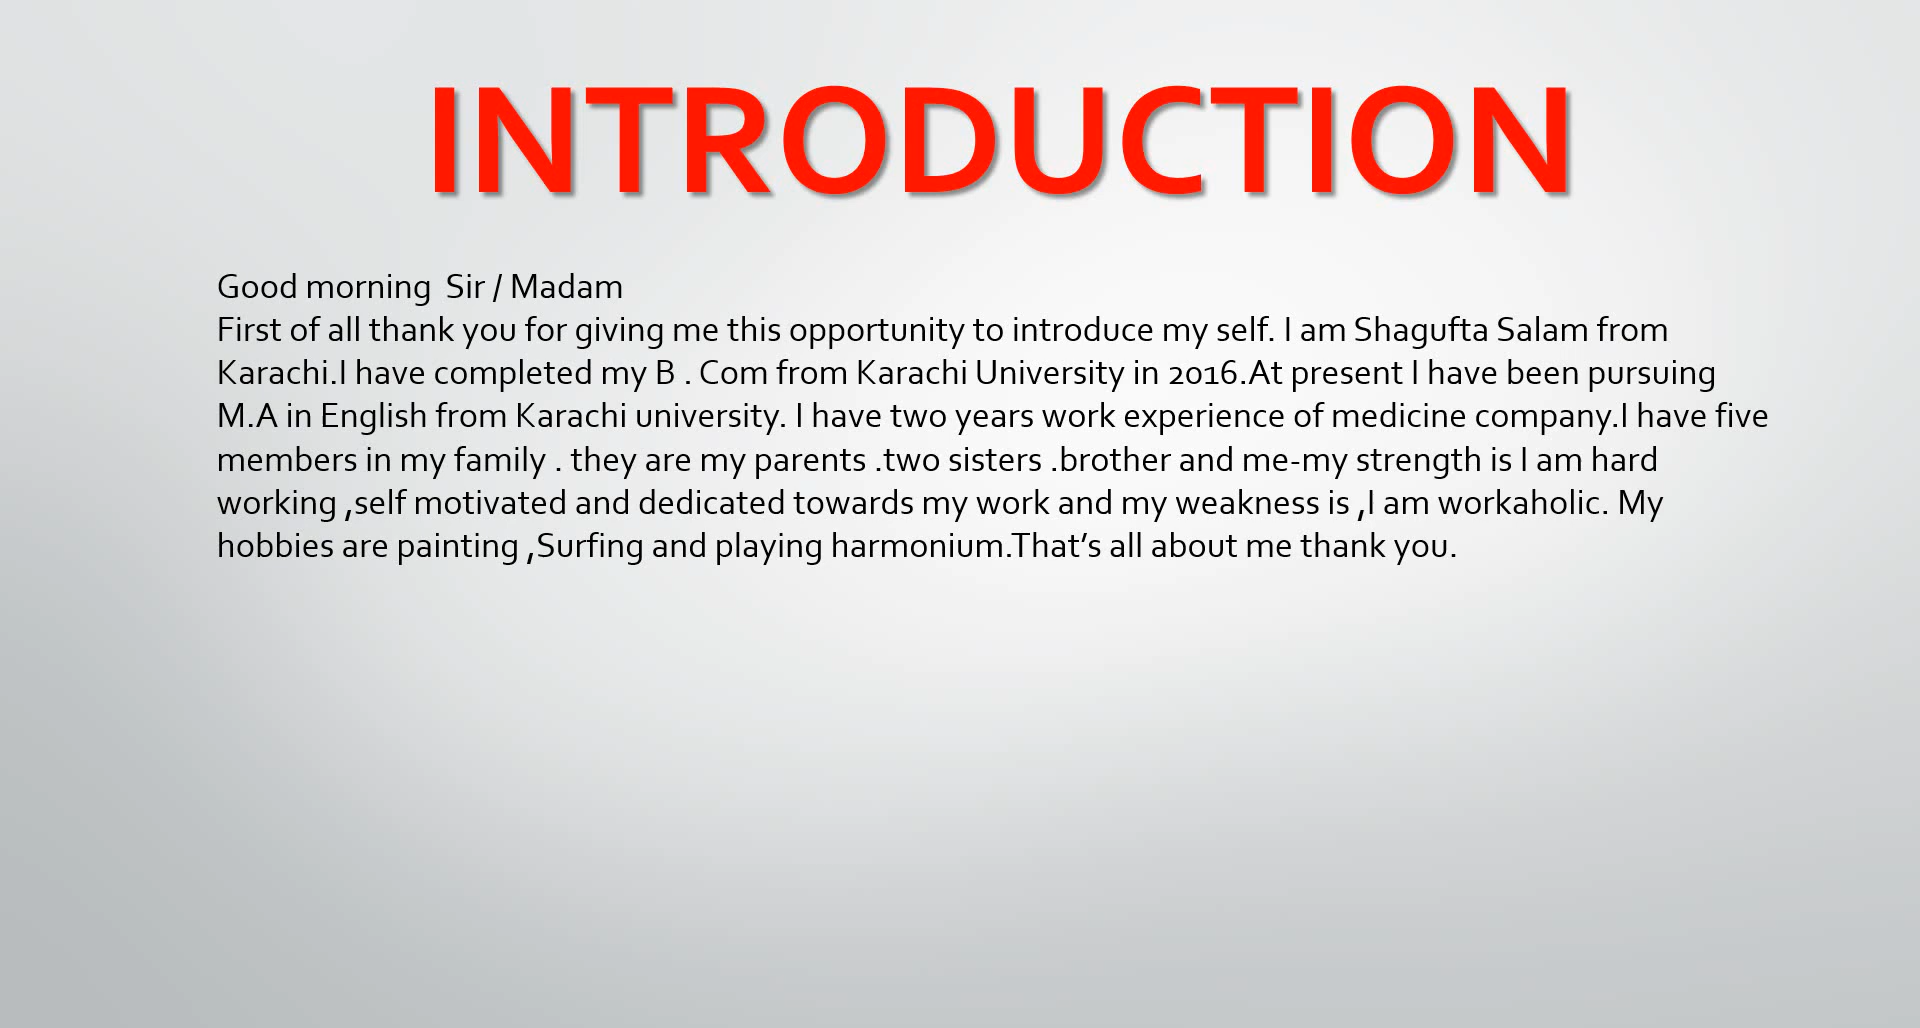 INTRODUCTION
Good morning  Sir / Madam
First of all thank you for giving me this opportunity to introduce my self. I am Shagufta Salam from
Karachi.I have completed my B . Com from Karachi University in 2016.At present I have been pursuing
M.A in English from Karachi university. I have two years work experience of medicine company.I have five
members in my family . they are my parents .two sisters .brother and me-my strength is I am hard
working ,self motivated and dedicated towards my work and my weakness is ,I am workaholic. My
hobbies are painting ,Surfing and playing harmonium.That’s all about me thank you.